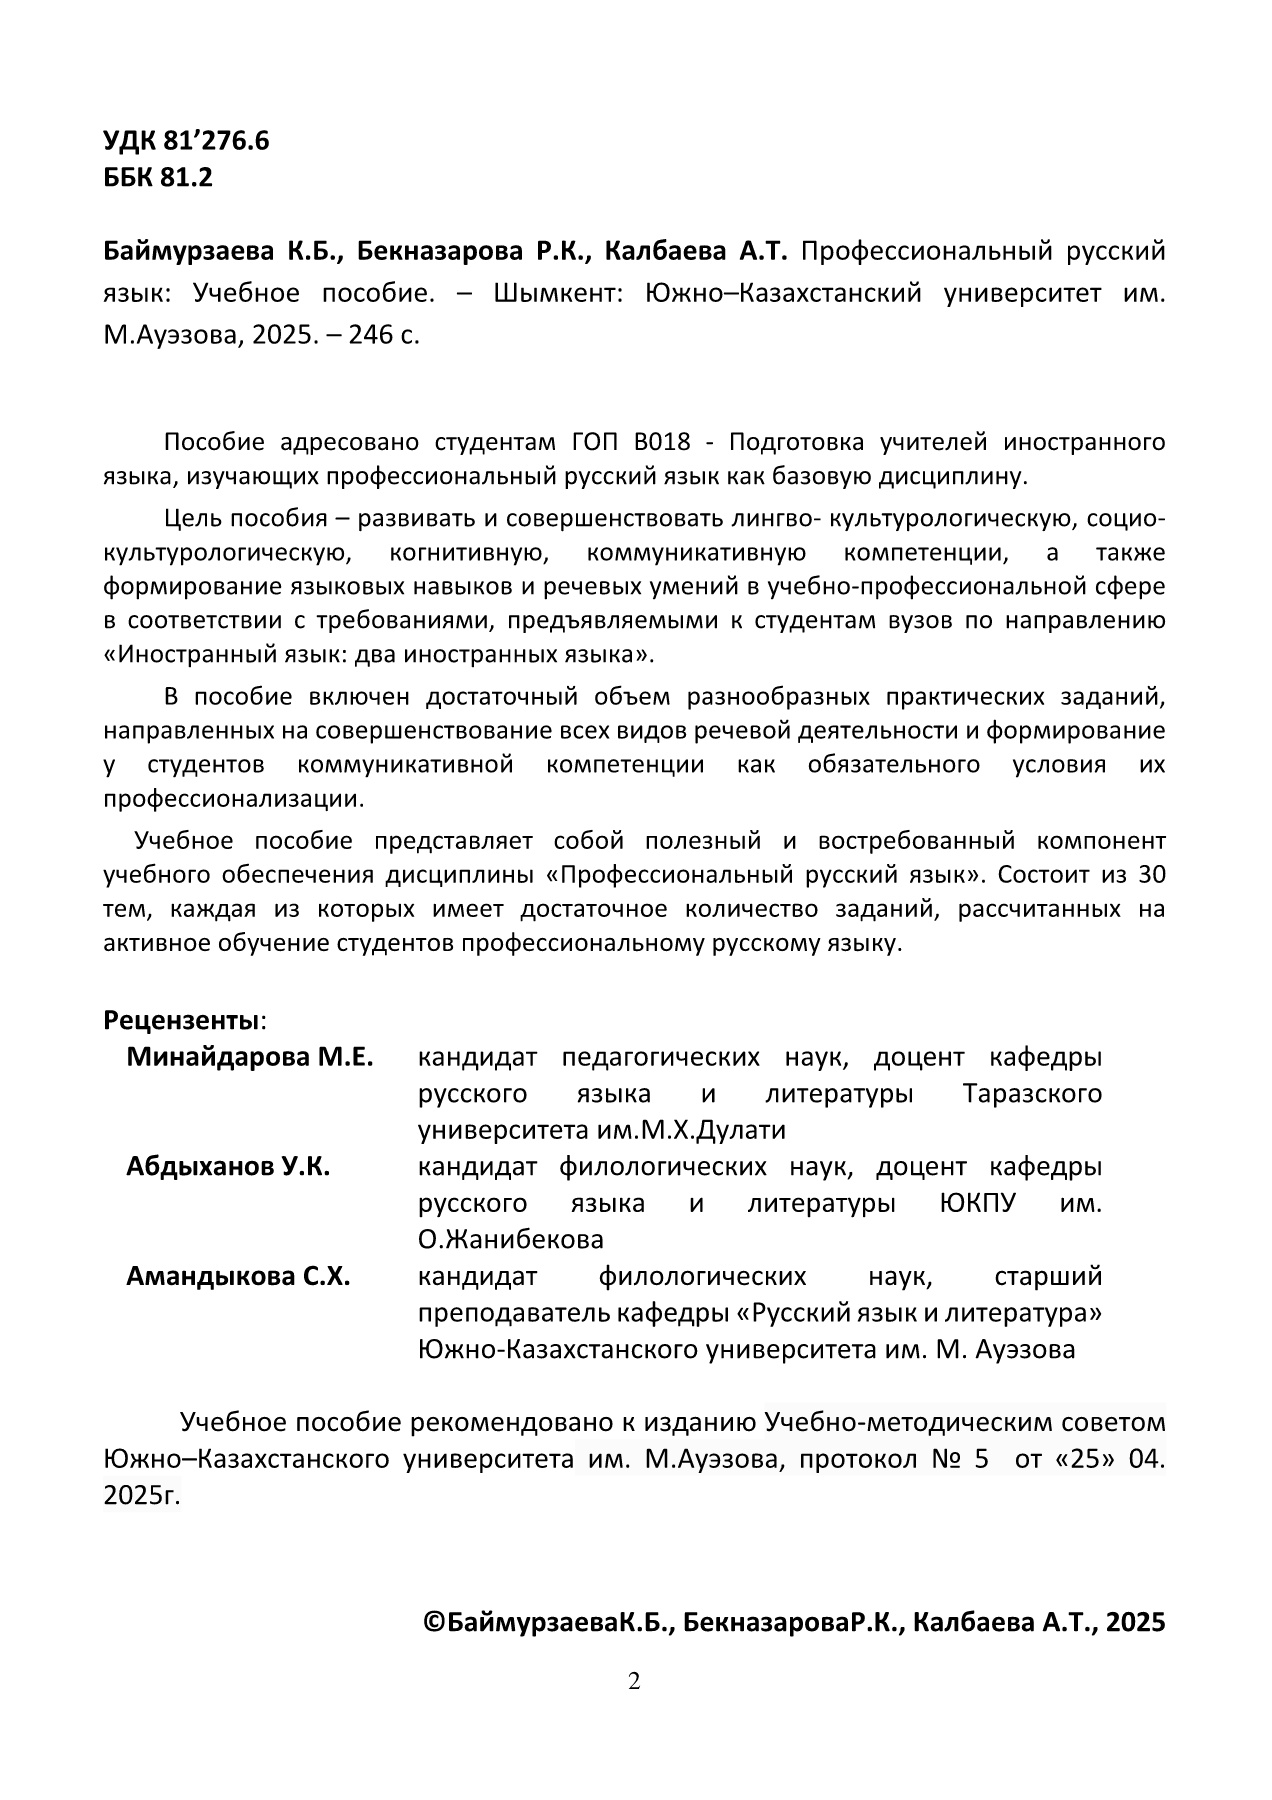 УДК 81’276.6
ББК 81.2
Баймурзаева К.Б., Бекназарова Р.К., Калбаева А.Т. Профессиональный русский
язык: Учебное пособие. – Шымкент: Южно–Казахстанский университет им.
М.Ауэзова, 2025. – 246 с.
Пособие адресовано студентам ГОП В018 - Подготовка учителей иностранного
языка, изучающих профессиональный русский язык как базовую дисциплину.
Цель пособия – развивать и совершенствовать лингво- культурологическую, социо-
культурологическую, когнитивную, коммуникативную компетенции, а также
формирование языковых навыков и речевых умений в учебно-профессиональной сфере
в соответствии с требованиями, предъявляемыми к студентам вузов по направлению
«Иностранный язык: два иностранных языка».
В пособие включен достаточный объем разнообразных практических заданий,
направленных на совершенствование всех видов речевой деятельности и формирование
у студентов коммуникативной компетенции как обязательного условия их
профессионализации.
Учебное пособие представляет собой полезный и востребованный компонент
учебного обеспечения дисциплины «Профессиональный русский язык». Состоит из 30
тем, каждая из которых имеет достаточное количество заданий, рассчитанных на
активное обучение студентов профессиональному русскому языку.
Рецензенты:
Минайдарова М.Е. кандидат педагогических наук, доцент кафедры
русского языка и литературы Таразского
университета им.М.Х.Дулати
Абдыханов У.К. кандидат филологических наук, доцент кафедры
русского языка и литературы ЮКПУ им.
О.Жанибекова
Амандыкова С.Х. кандидат филологических наук, старший
преподаватель кафедры «Русский язык и литература»
Южно-Казахстанского университета им. М. Ауэзова
Учебное пособие рекомендовано к изданию Учебно-методическим советом
Южно–Казахстанского университета им. М.Ауэзова, протокол № 5 от «25» 04.
2025г.
©БаймурзаеваК.Б., БекназароваР.К., Калбаева А.Т., 2025
2